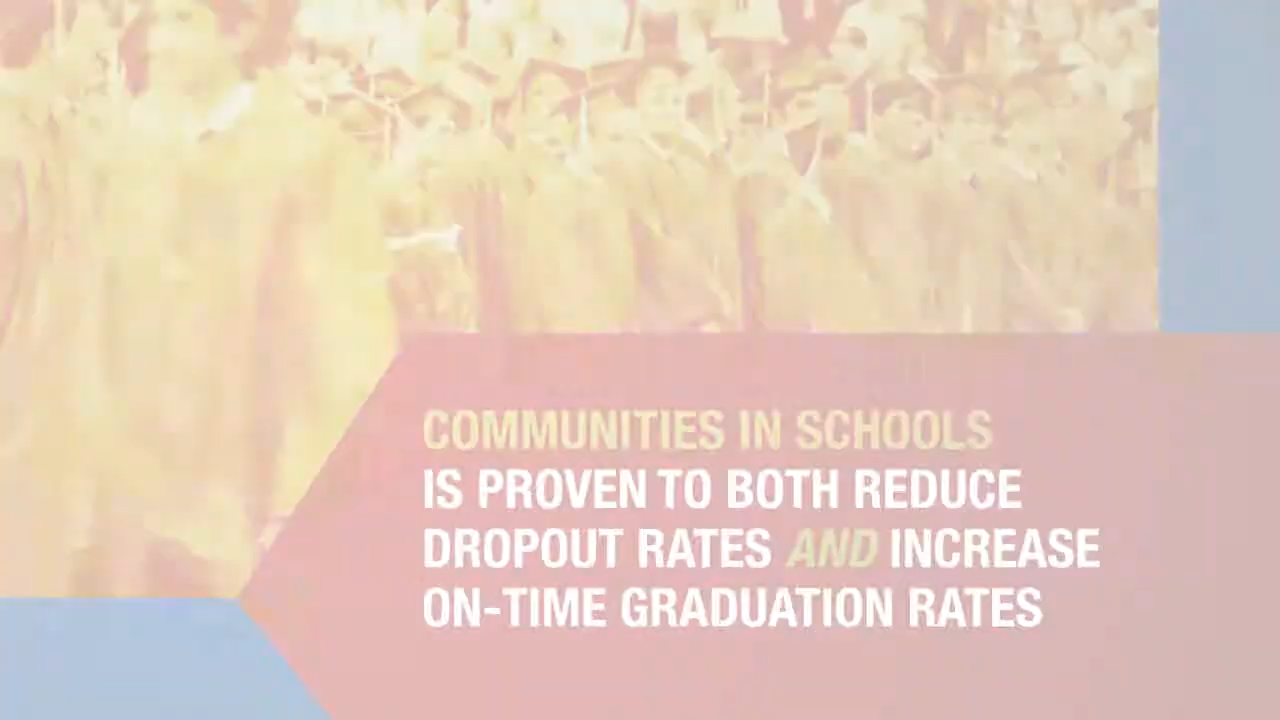 COMMUNITIES IN SCHOOLS
IS PROVEN TO BOTH REDUCE
DROPOUT RATES AND INCREASE
ON-TIME GRADUATION RATES